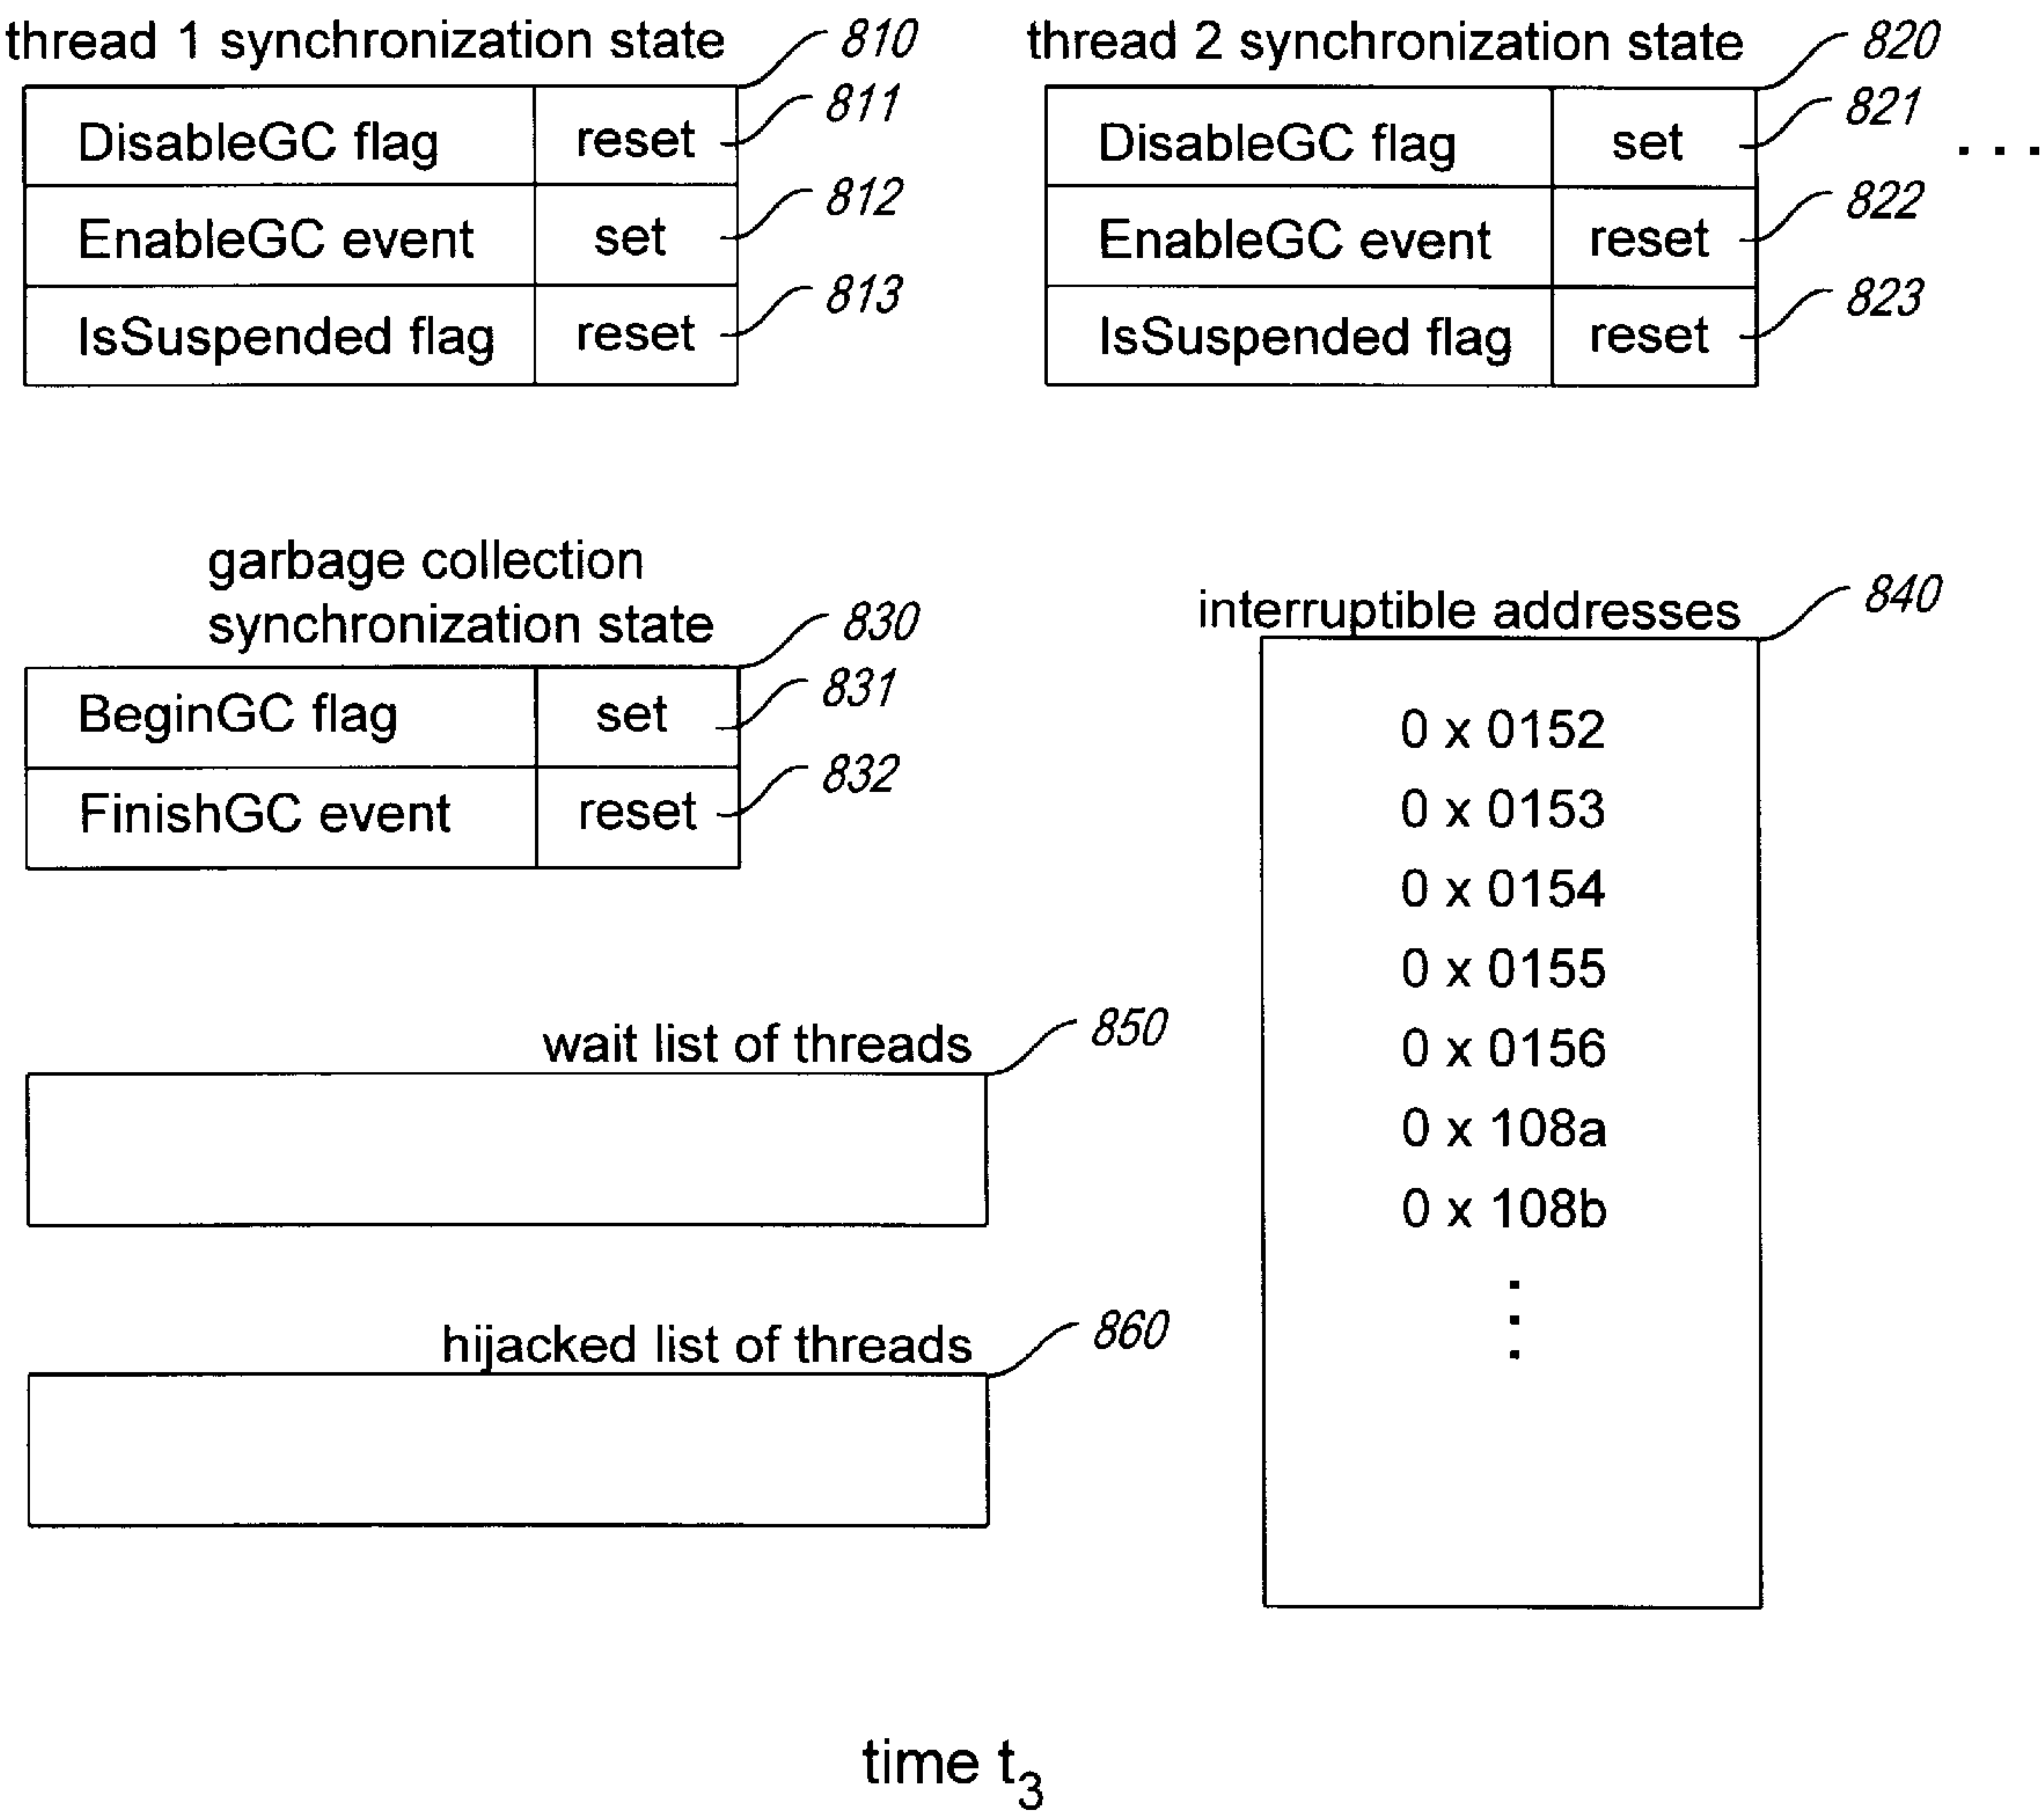 thread 1 synchronization state 810
DisableGC flag reset 811
EnableGC event set 812
IsSuspended flag reset 813
thread 2 synchronization state 820
DisableGC flag set 821
EnableGC event reset 822
IsSuspended flag reset 823
. . .
garbage collection
synchronization state 830
BeginGC flag set 831
FinishGC event reset 832
interruptible addresses 840
0 x 0152
0 x 0153
0 x 0154
0 x 0155
0 x 0156
0 x 108a
0 x 108b
wait list of threads 850
hijacked list of threads 860
time t3